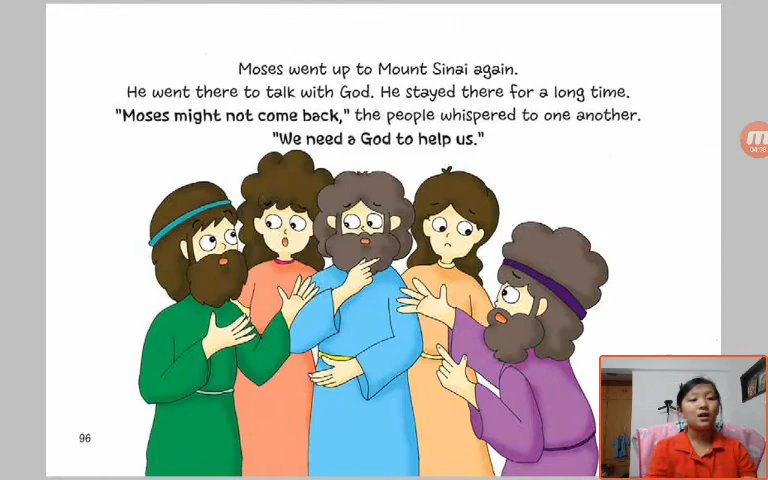 Moses went up to Mount Sinai again.
He went there to talk with God. He stayed there for a long time.
"Moses might not come back," the people whispered to one another.
"We need a God to help us."
96